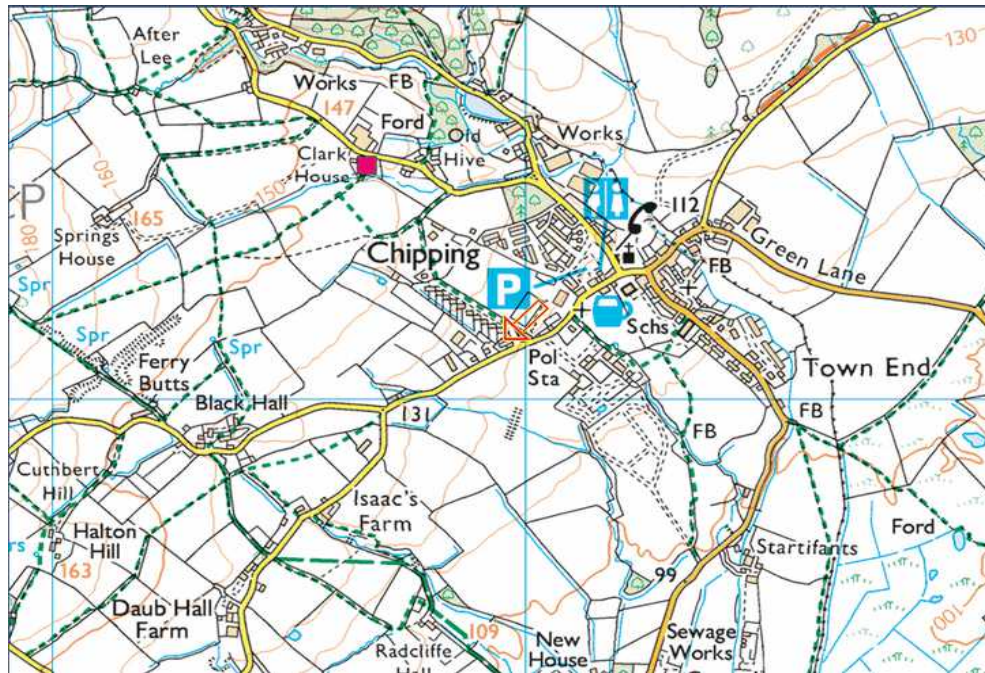 After
Lee
Works
FB
130
147
Ford
Works
Old
Hive
Clark
House
150
160
165
Springs
House
180
Spr
112
Chipping
Green Lane
FB
P
Schs
Spr
Spr
Pol
Sta
Ferry
Butts
Town End
Black Hall
131
FB
FB
Cuthbert
Hill
Isaac's
Farm
Halton
Hill
Ford
163
Startifants
99
Daub Hall
Farm
109
100
Radcliffe
New
House
Sewage
Works